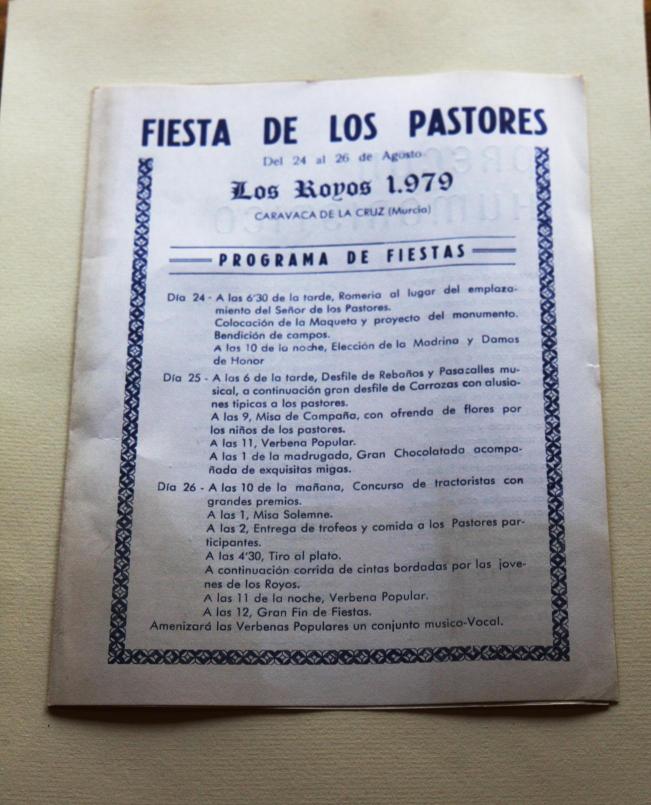 FIESTA DE LOS PASTORES
Del 24 al 26 de Agosto
Los Royos 1.979
CARAVACA DE LA CRUZ (Murcia)
PROGRAMA DE FIESTAS
Día 24 - A las 6'30 de la tarde, Romeria al lugar del emplaza-
miento del Señor de los Pastores.
Colocación de la Maqueta y proyecto del monumento.
Bendición de campos.
A las 10 de la noche, Elección de la Madrina y Damas
de Honor
Día 25 - A las 6 de la tarde, Desfile de Rebaños y Pasacalles mu-
sical, a continuación gran desfile de Carrozas con alusio-
nes tipicas a los pastores.
A las 9, Misa de Campaña, con ofrenda de flores por
los niños de los pastores.
A las 11, Verbena Popular.
A las 1 de la madrugada, Gran Chocolatada acompa-
ñada de exquisitas migas.
Día 26 - A las 10 de la mañana, Concurso de tractoristas con
grandes premios.
A las 1, Misa Solemne.
A las 2, Entrega de trofeos y comida a los Pastores par-
ticipantes.
A las 4'30, Tiro al plato.
A continuación corrida de cintas bordadas por las jove-
nes de los Royos.
A las 11 de la noche, Verbena Popular.
A las 12, Gran Fin de Fiestas.
Amenizará las Verbenas Populares un conjunto musico-Vocal.